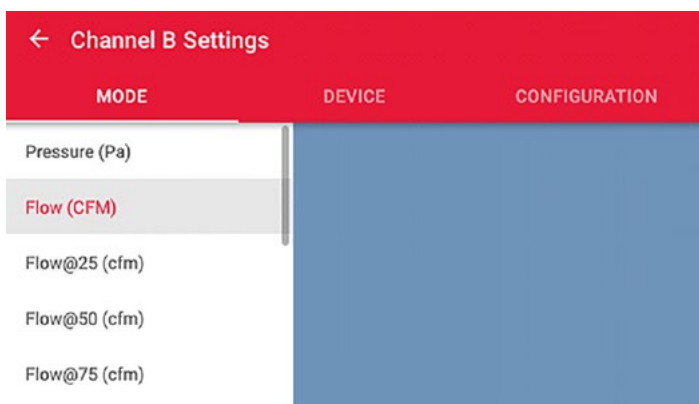 Channel B Settings
MODE DEVICE CONFIGURATION
Pressure (Pa)
Flow (CFM)
Flow@25 (cfm)
Flow@50 (cfm)
Flow@75 (cfm)